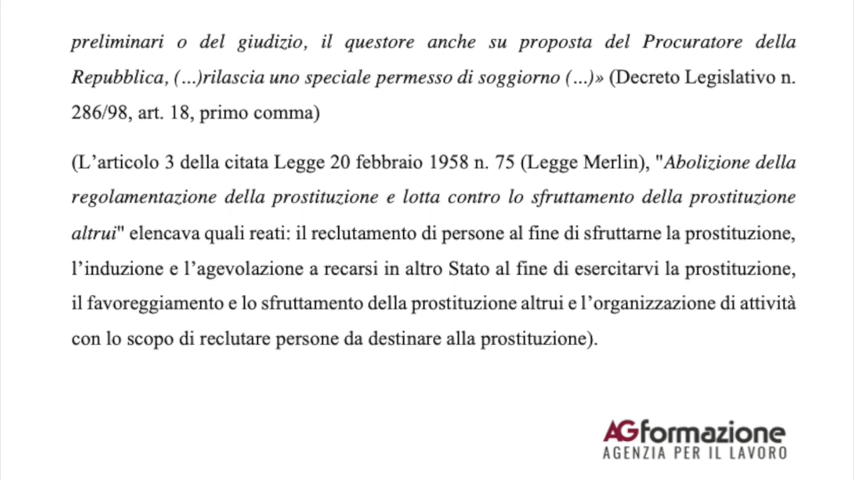 preliminari o del giudizio, il questore anche su proposta del Procuratore della
Repubblica, (...)rilascia uno speciale permesso di soggiorno (...)» (Decreto Legislativo n.
286/98, art. 18, primo comma)
(L’articolo 3 della citata Legge 20 febbraio 1958 n. 75 (Legge Merlin), "Abolizione della
regolamentazione della prostituzione e lotta contro lo sfruttamento della prostituzione
altrui" elencava quali reati: il reclutamento di persone al fine di sfruttarne la prostituzione,
l’induzione e l’agevolazione a recarsi in altro Stato al fine di esercitarvi la prostituzione,
il favoreggiamento e lo sfruttamento della prostituzione altrui e l’organizzazione di attività
con lo scopo di reclutare persone da destinare alla prostituzione).
AGformazione
AGENZIA PER IL LAVORO